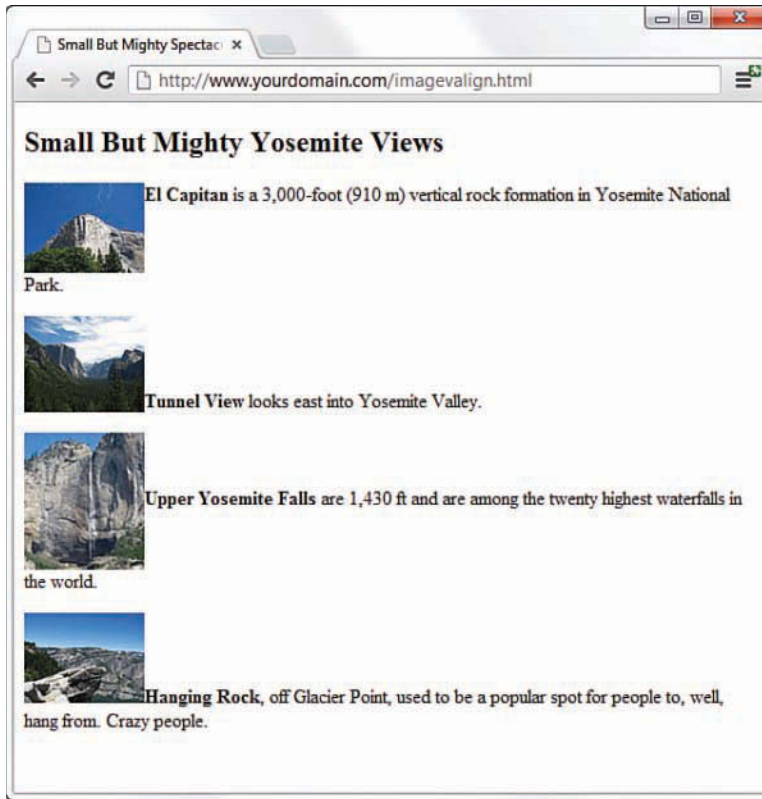 Small But Mighty Spectac
http://www.yourdomain.com/imagevalign.html
Small But Mighty Yosemite Views
El Capitan is a 3,000-foot (910 m) vertical rock formation in Yosemite National
Park.
Tunnel View looks east into Yosemite Valley.
Upper Yosemite Falls are 1,430 ft and are among the twenty highest waterfalls in
the world.
Hanging Rock, off Glacier Point, used to be a popular spot for people to, well,
hang from. Crazy people.